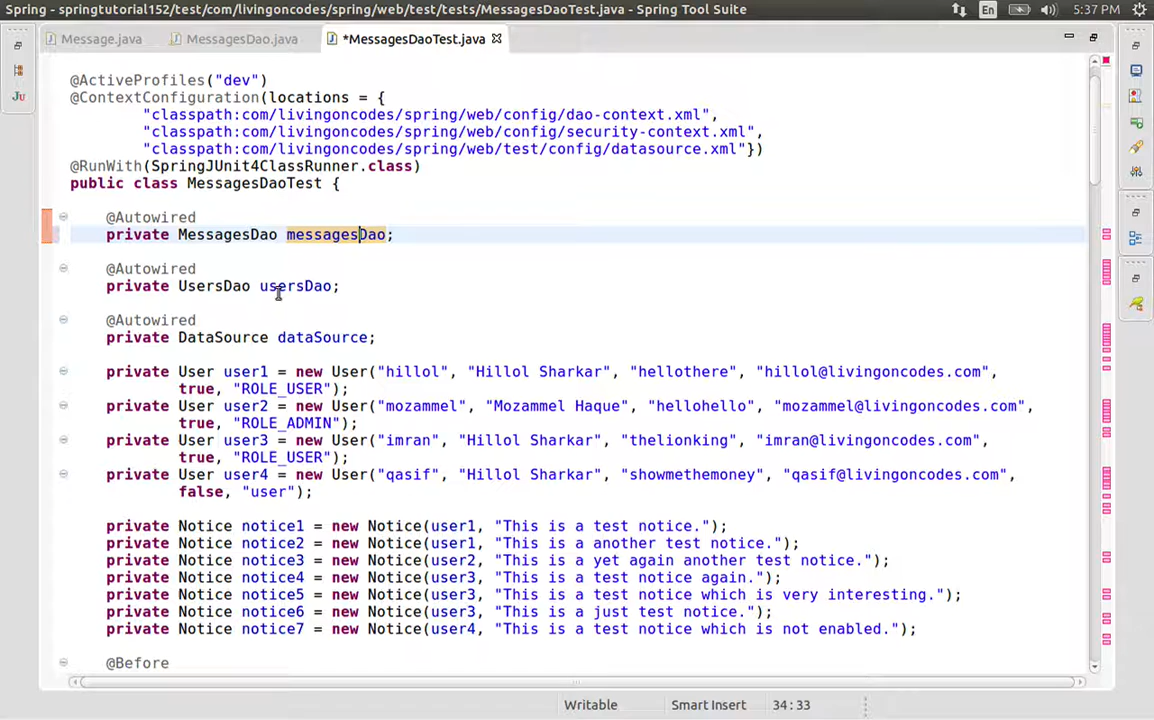 Spring - springtutorial152/test/com/livingoncodes/spring/web/test/tests/MessagesDaoTest.java - Spring Tool Suite
En
5:37 PM
Message.java
MessagesDao.java
*MessagesDaoTest.java
@ActiveProfiles("dev")
@ContextConfiguration(locations = {
"classpath:com/livingoncodes/spring/web/config/dao-context.xml",
"classpath:com/livingoncodes/spring/web/config/security-context.xml",
"classpath:com/livingoncodes/spring/web/test/config/datasource.xml"})
@RunWith(SpringJUnit4ClassRunner.class)
public class MessagesDaoTest {
@Autowired
private MessagesDao messagesDao;
@Autowired
private UsersDao usersDao;
@Autowired
private DataSource dataSource;
private User user1 = new User("hillol", "Hillol Sharkar", "hellothere", "hillol@livingoncodes.com",
true, "ROLE_USER");
private User user2 = new User("mozammel", "Mozammel Haque", "hellohello", "mozammel@livingoncodes.com",
true, "ROLE_ADMIN");
private User user3 = new User("imran", "Hillol Sharkar", "thelionking", "imran@livingoncodes.com",
true, "ROLE_USER");
private User user4 = new User("qasif", "Hillol Sharkar", "showmethemoney", "qasif@livingoncodes.com",
false, "user");
private Notice notice1 = new Notice(user1, "This is a test notice.");
private Notice notice2 = new Notice(user1, "This is a another test notice.");
private Notice notice3 = new Notice(user2, "This is a yet again another test notice.");
private Notice notice4 = new Notice(user3, "This is a test notice again.");
private Notice notice5 = new Notice(user3, "This is a test notice which is very interesting.");
private Notice notice6 = new Notice(user3, "This is a just test notice.");
private Notice notice7 = new Notice(user4, "This is a test notice which is not enabled.");
@Before
Writable
Smart Insert
34:33